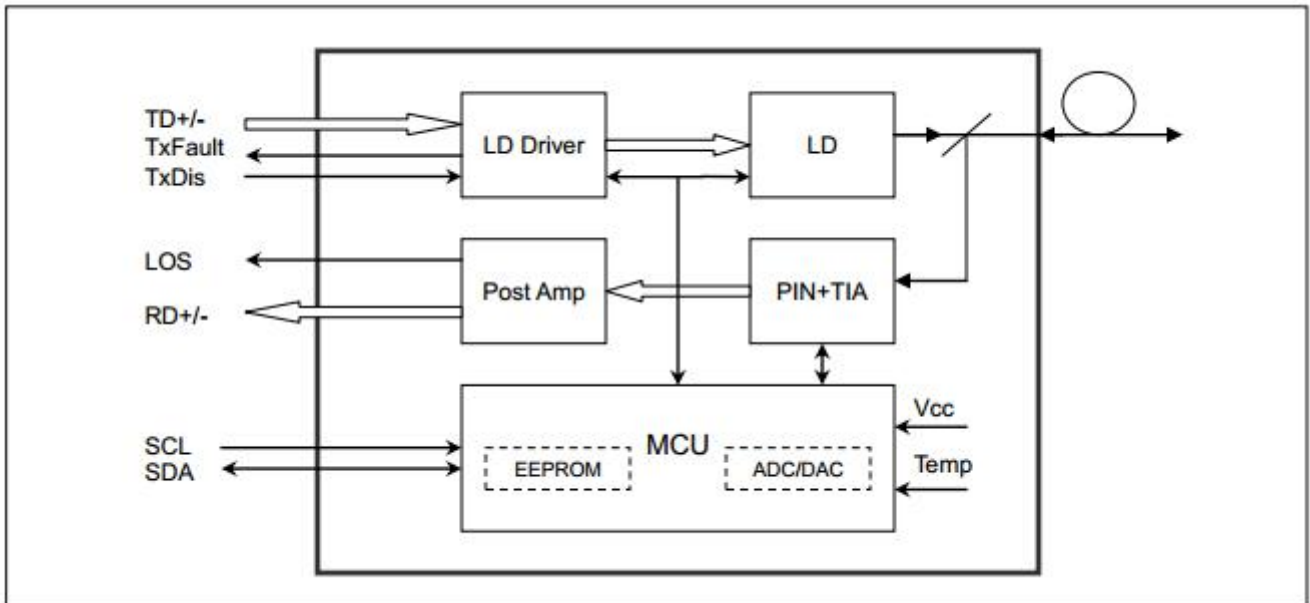 TD+/-
TxFault
TxDis
LD Driver
LD
LOS
RD+/-
Post Amp
PIN+TIA
SCL
SDA
MCU
EEPROM
ADC/DAC
Vcc
Temp